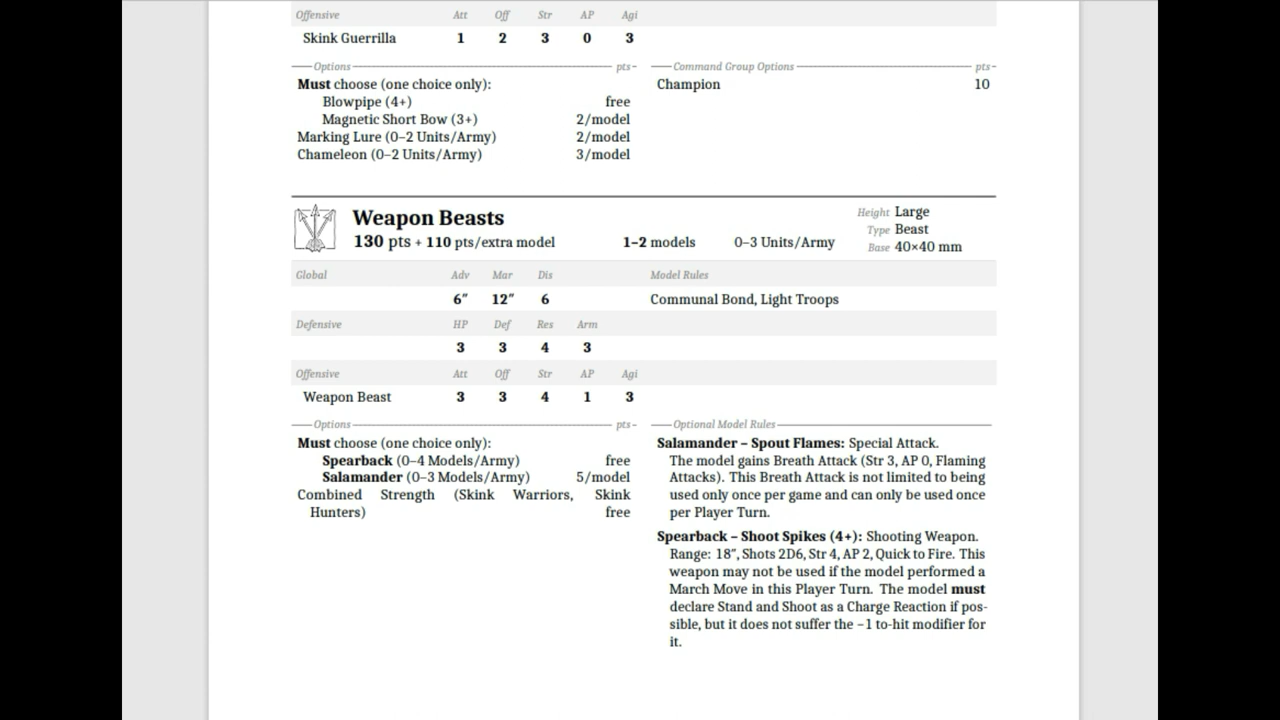 Offensive Att Off Str AP Agi
Skink Guerrilla 1 2 3 0 3
Options pts
Must choose (one choice only):
Blowpipe (4+) free
Magnetic Short Bow (3+) 2/model
Marking Lure (0–2 Units/Army) 2/model
Chameleon (0–2 Units/Army) 3/model
Command Group Options pts
Champion 10
Weapon Beasts
130 pts + 110 pts/extra model 1–2 models 0–3 Units/Army
Height Large
Type Beast
Base 40×40 mm
Global Adv Mar Dis Model Rules
6″ 12″ 6 Communal Bond, Light Troops
Defensive HP Def Res Arm
3 3 4 3
Offensive Att Off Str AP Agi
Weapon Beast 3 3 4 1 3
Options pts
Must choose (one choice only):
Spearback (0–4 Models/Army) free
Salamander (0–3 Models/Army) 5/model
Combined Strength (Skink Warriors, Skink
Hunters) free
Optional Model Rules
Salamander – Spout Flames: Special Attack.
The model gains Breath Attack (Str 3, AP 0, Flaming
Attacks). This Breath Attack is not limited to being
used only once per game and can only be used once
per Player Turn.
Spearback – Shoot Spikes (4+): Shooting Weapon.
Range: 18″, Shots 2D6, Str 4, AP 2, Quick to Fire. This
weapon may not be used if the model performed a
March Move in this Player Turn. The model must
declare Stand and Shoot as a Charge Reaction if pos-
sible, but it does not suffer the −1 to-hit modifier for
it.